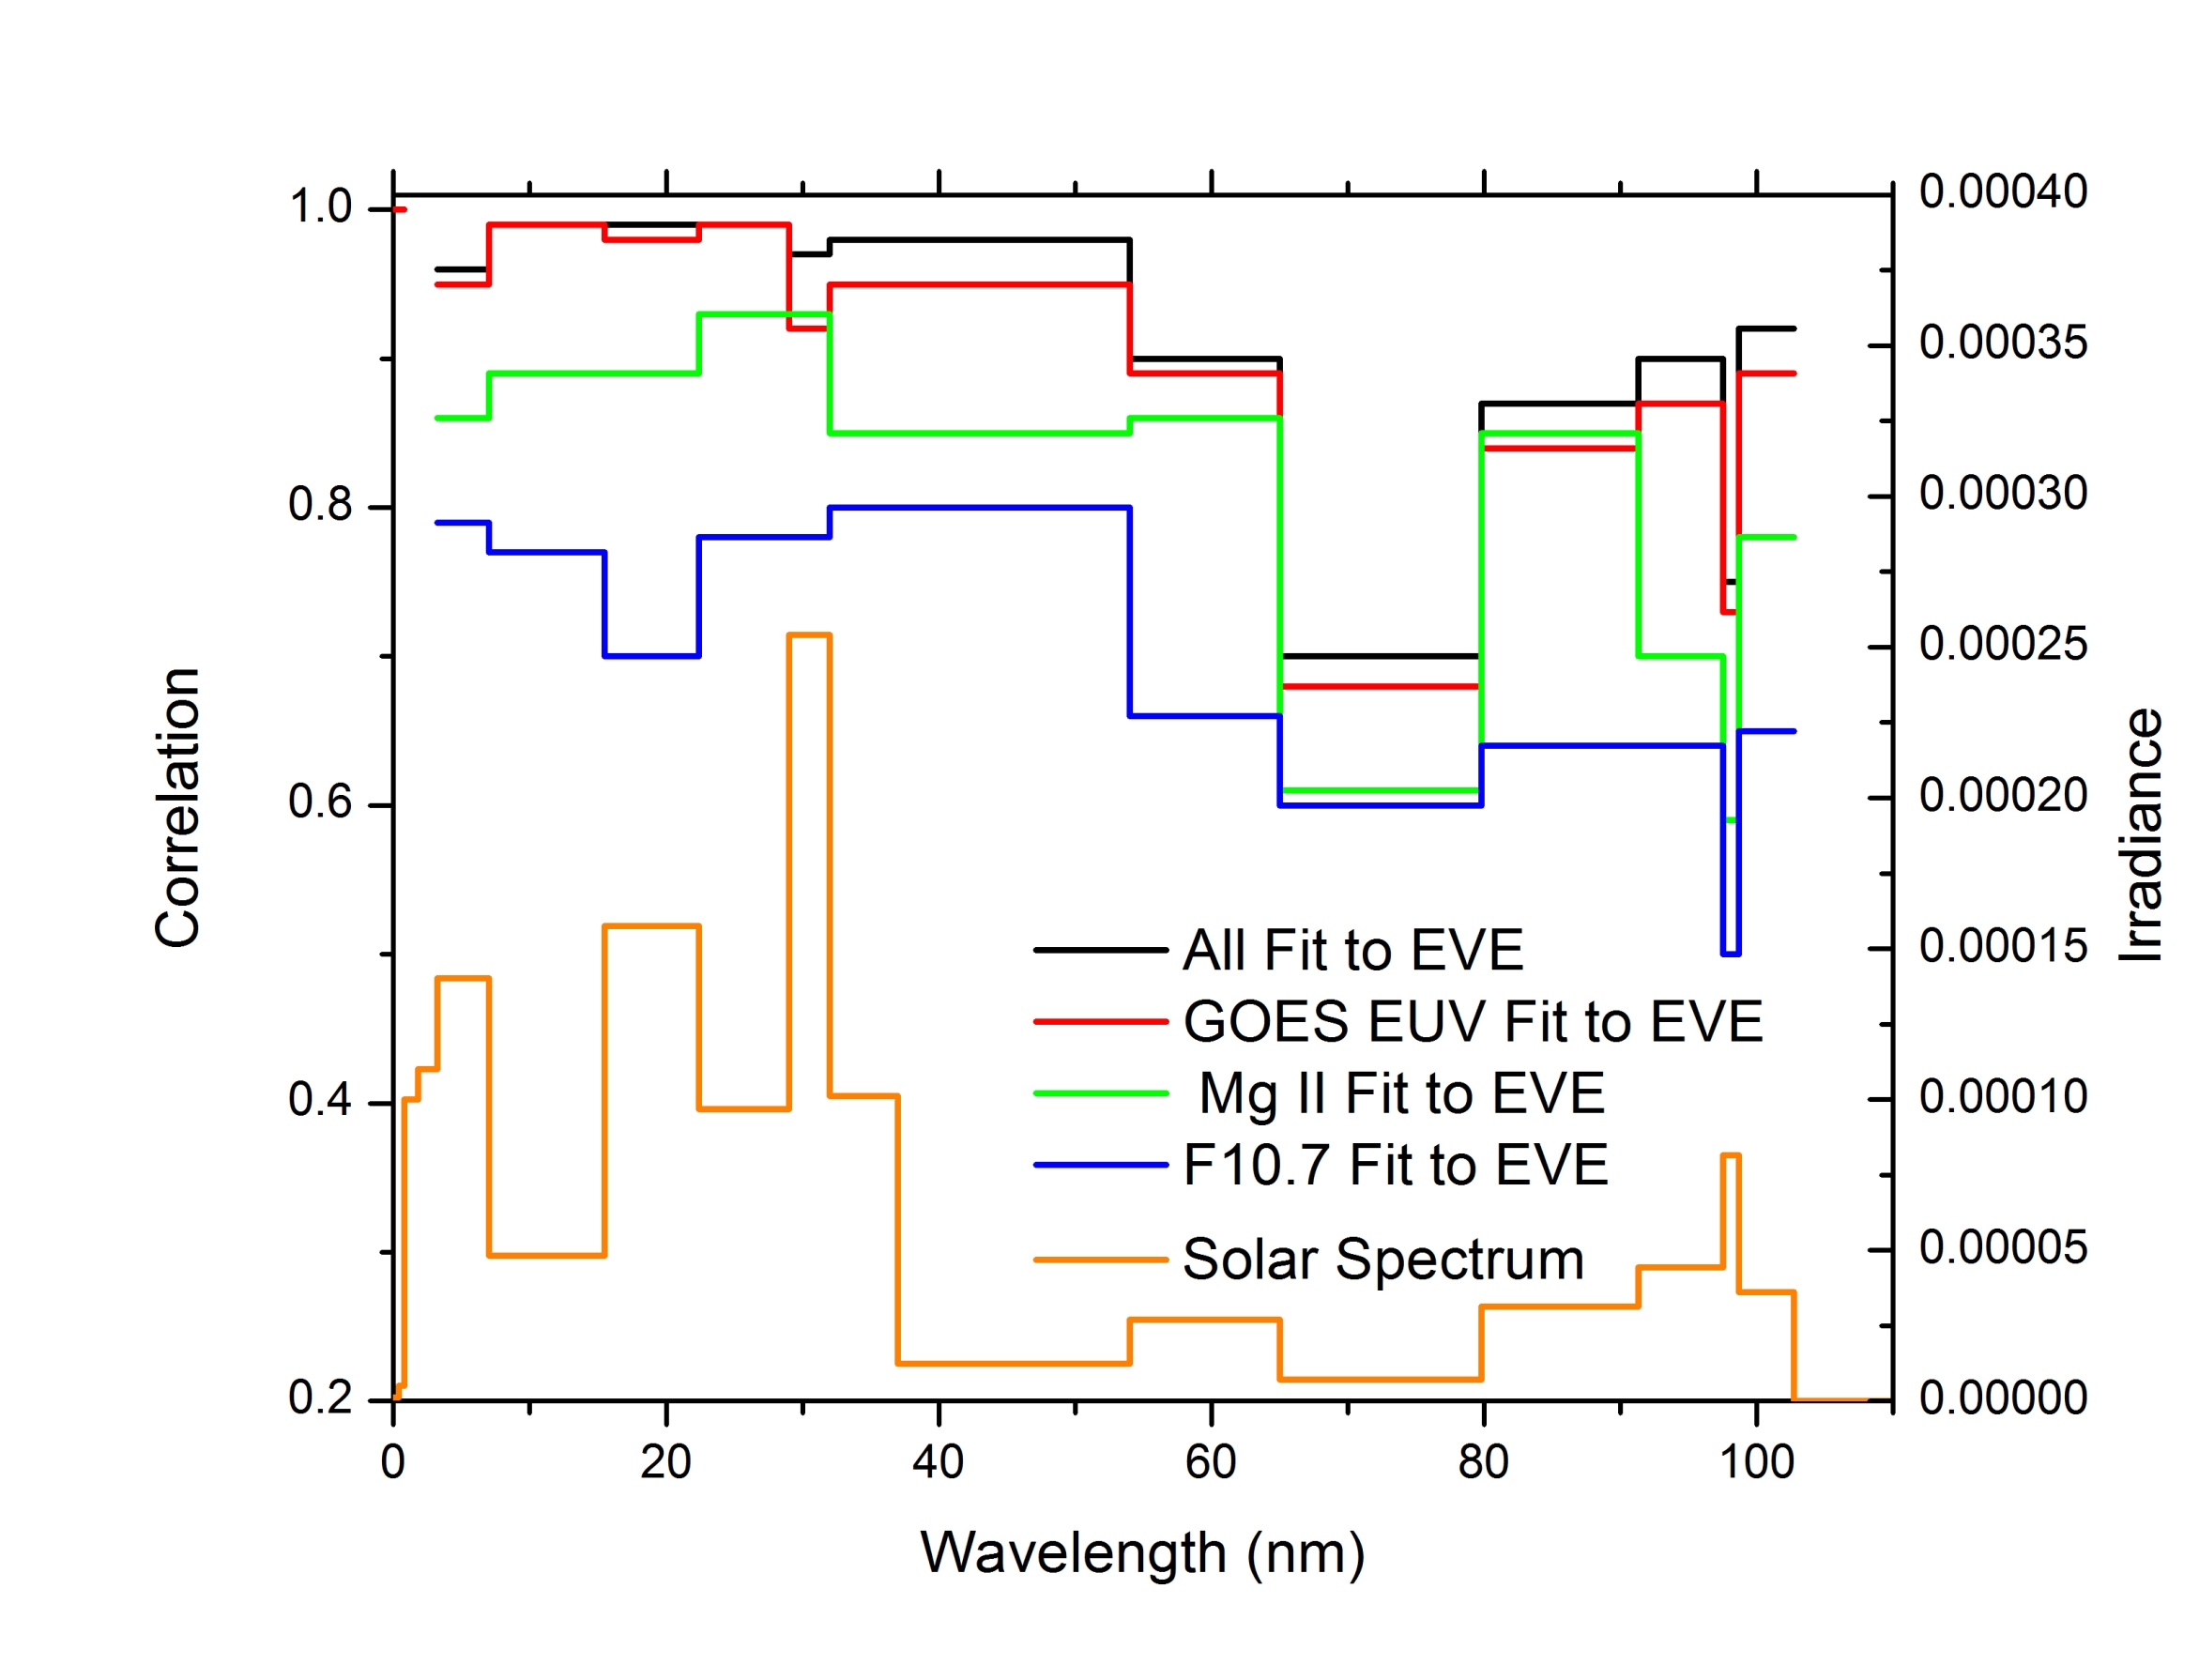 1.0
0.8
0.6
0.4
0.2
Correlation
0.00040
0.00035
0.00030
0.00025
0.00020
0.00015
0.00010
0.00005
0.00000
Irradiance
All Fit to EVE
GOES EUV Fit to EVE
Mg II Fit to EVE
F10.7 Fit to EVE
Solar Spectrum
0 20 40 60 80 100
Wavelength (nm)